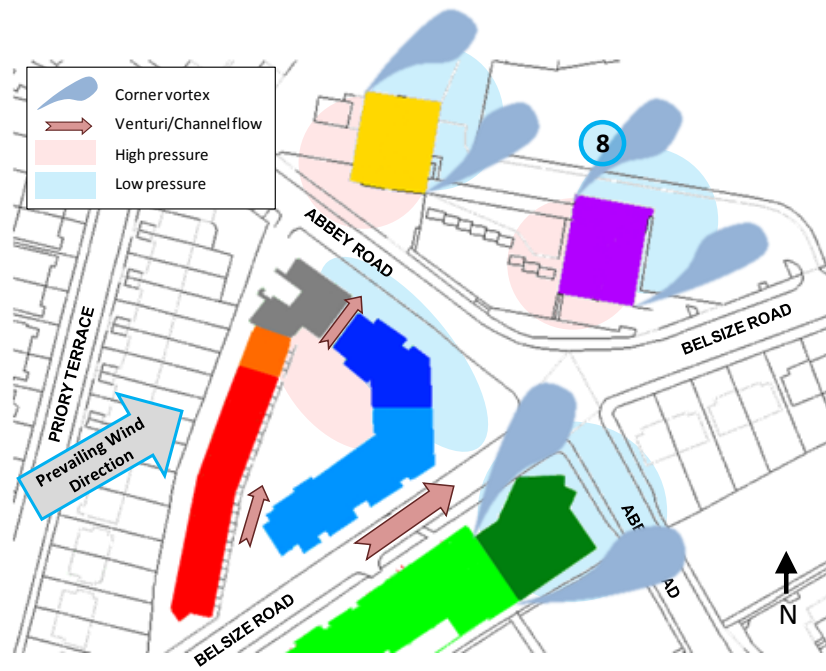 Corner vortex
Venturi/Channel flow
High pressure
Low pressure
8
ABBEY ROAD
BELSIZE ROAD
PRIORY TERRACE
Prevailing Wind
Direction
BELSIZE ROAD
N